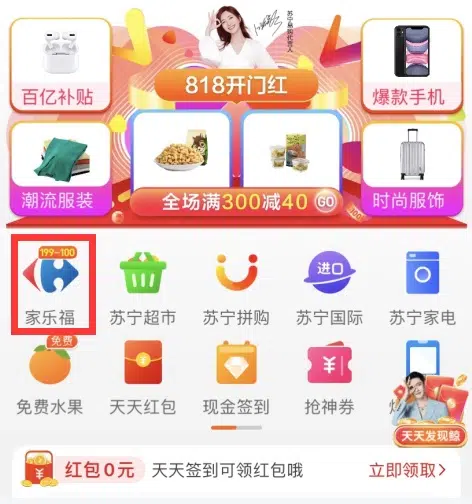 苏宁易购代言人
百亿补贴
818开门红
爆款手机
潮流服装
全场满300减40 GO
时尚服饰
199-100
进口
家乐福
苏宁超市
苏宁拼购
苏宁国际
苏宁家电
免费
¥
免费水果
天天红包
现金签到
抢神券
天天发现鲸
红包0元
天天签到可领红包哦
立即领取>